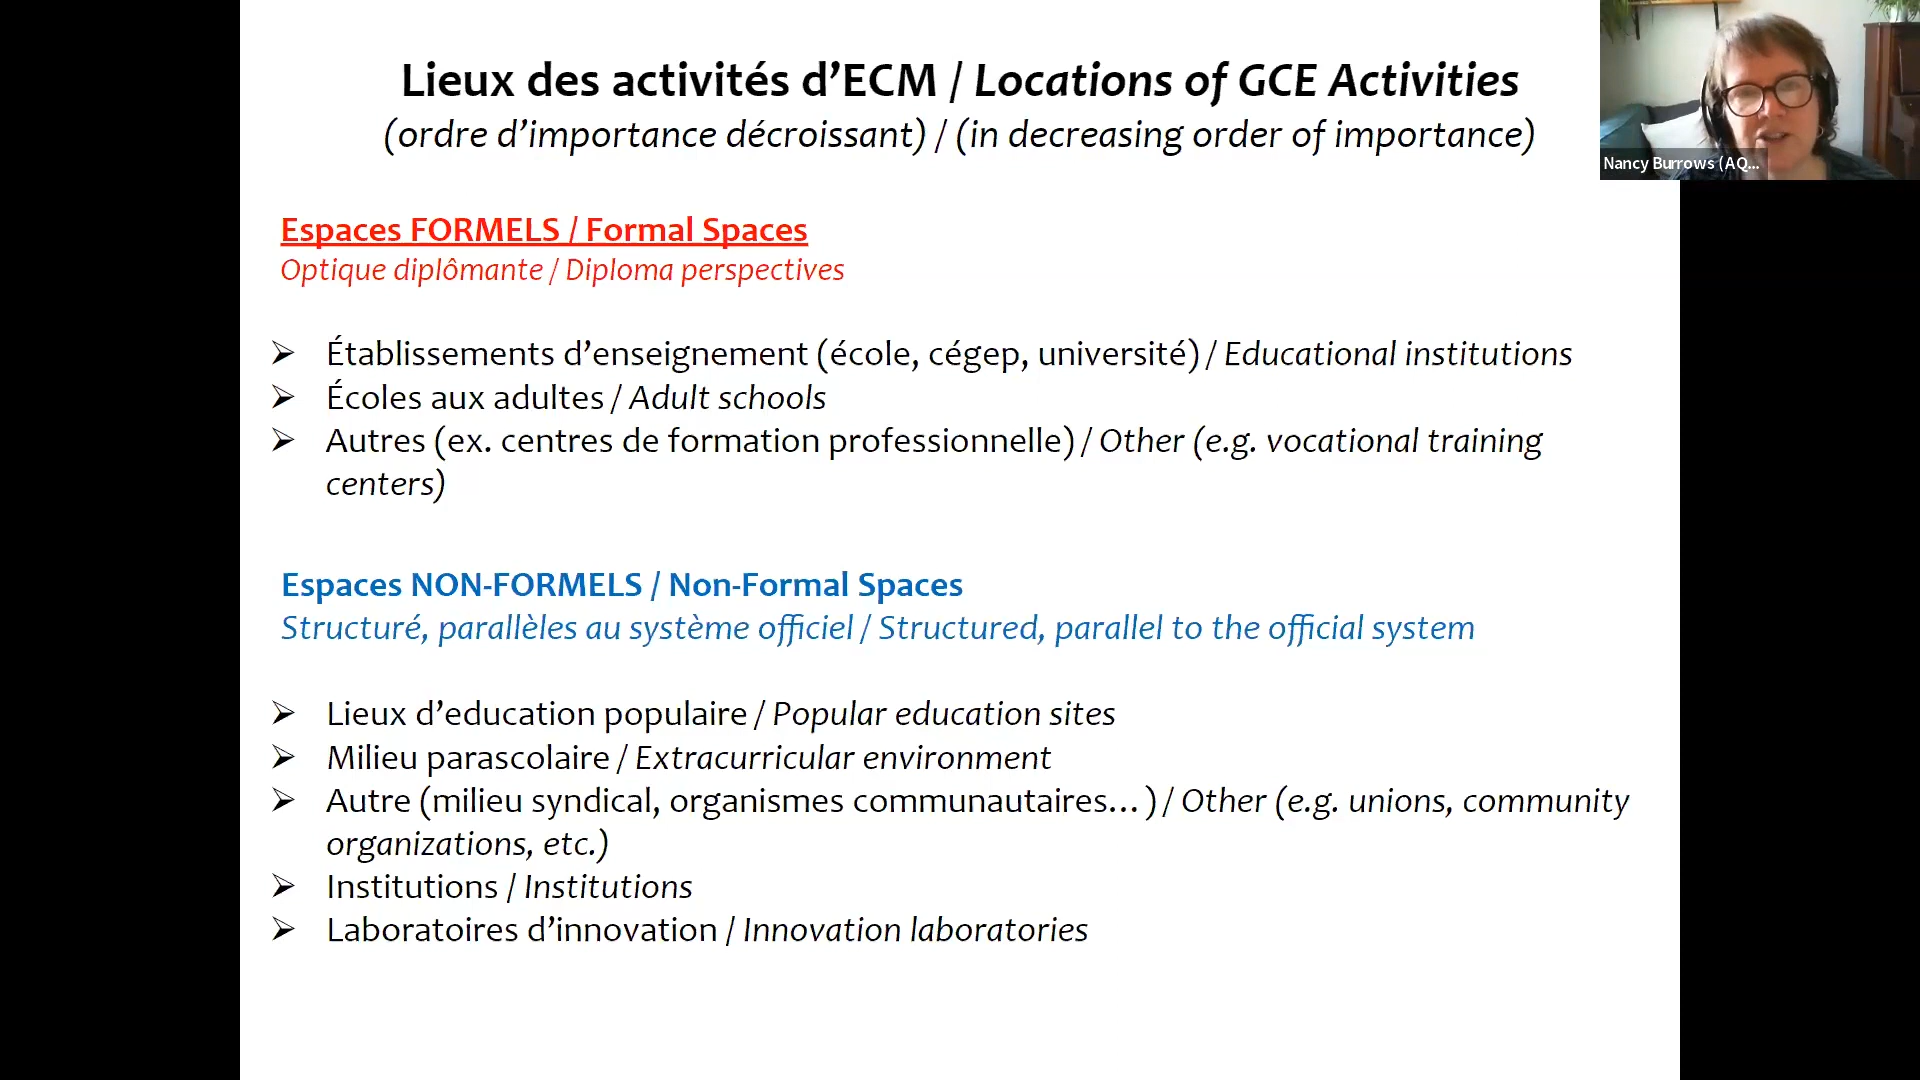 Lieux des activités d’ECM / Locations of GCE Activities
(ordre d’importance décroissant) / (in decreasing order of importance)
Nancy Burrows (AQ...
Espaces FORMELS / Formal Spaces
Optique diplômante / Diploma perspectives
➢ Établissements d’enseignement (école, cégep, université) / Educational institutions
➢ Écoles aux adultes / Adult schools
➢ Autres (ex. centres de formation professionnelle) / Other (e.g. vocational training
centers)
Espaces NON-FORMELS / Non-Formal Spaces
Structuré, parallèles au système officiel / Structured, parallel to the official system
➢ Lieux d’education populaire / Popular education sites
➢ Milieu parascolaire / Extracurricular environment
➢ Autre (milieu syndical, organismes communautaires… ) / Other (e.g. unions, community
organizations, etc.)
➢ Institutions / Institutions
➢ Laboratoires d’innovation / Innovation laboratories